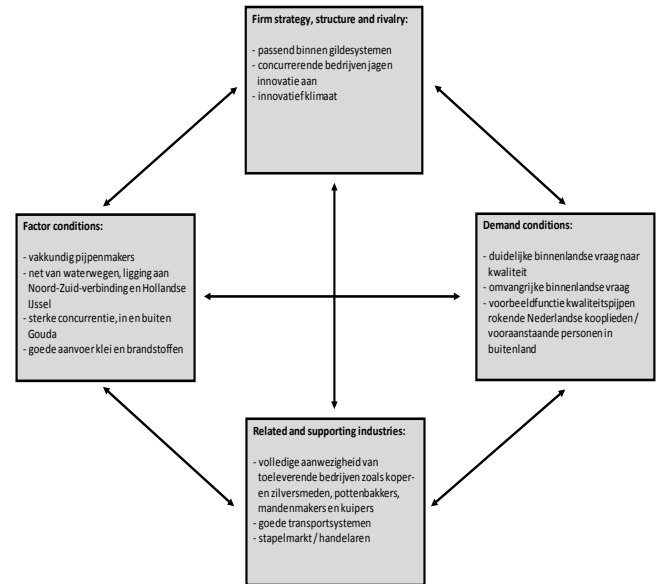 Firm strategy, structure and rivalry:
- passend binnen gildesystemen
- concurrerende bedrijven jagen
innovatie aan
- innovatief klimaat
Factor conditions:
- vakkundig pijpenmakers
- net van waterwegen, ligging aan
Noord-Zuid-verbinding en Hollandse
IJssel
- sterke concurrentie, in en buiten
Gouda
- goede aanvoer klei en brandstoffen
Demand conditions:
- duidelijke binnenlandse vraag naar
kwaliteit
- omvangrijke binnenlandse vraag
- voorbeeldfunctie kwaliteitspijpen
rokende Nederlandse kooplieden /
vooraanstaande personen in
buitenland
Related and supporting industries:
- volledige aanwezigheid van
toeleverende bedrijven zoals koper-
en zilversmeden, pottenbakkers,
mandenmakers en kuipers
- goede transportsystemen
- stapelmarkt / handelaren